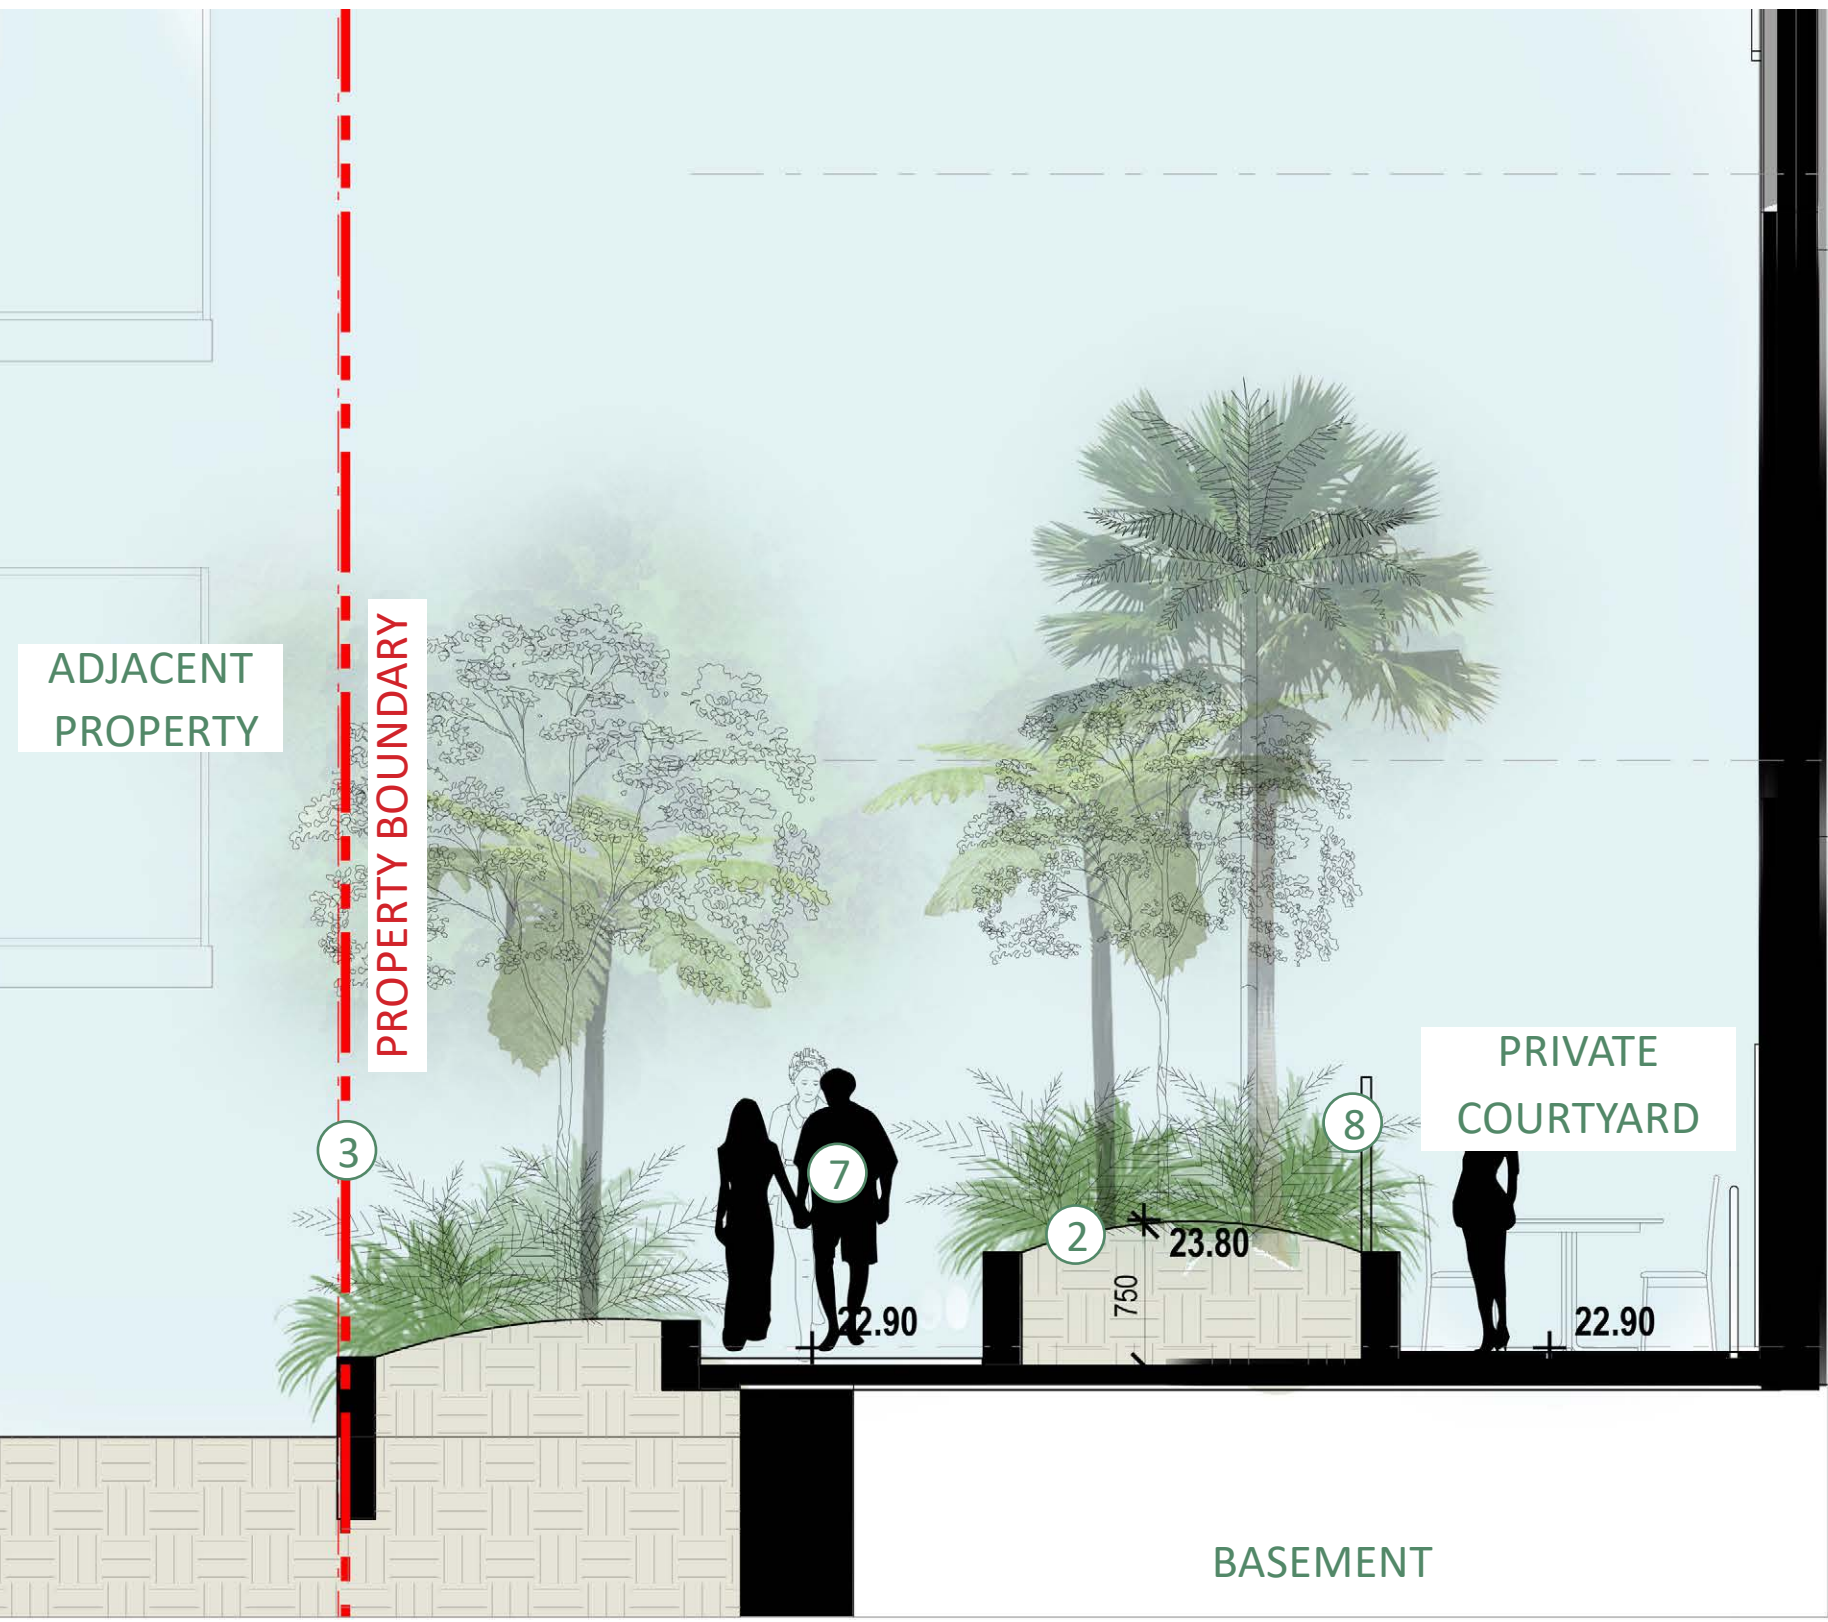 ADJACENT
PROPERTY
PROPERTY BOUNDARY
PRIVATE
COURTYARD
8
3
7
2
23.80
750
22.90
22.90
BASEMENT